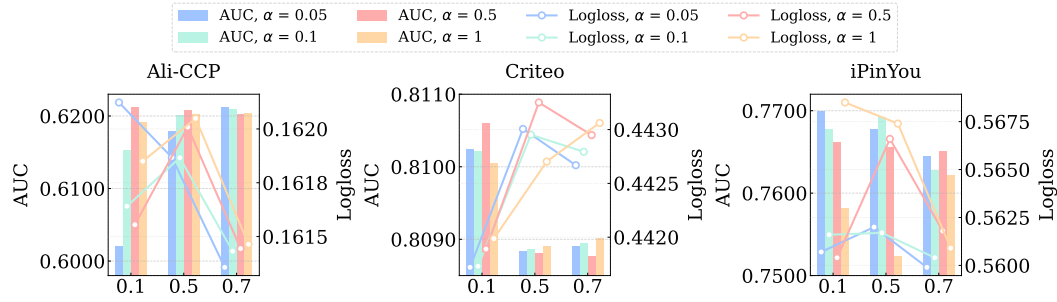 AUC, α = 0.05 AUC, α = 0.5 Logloss, α = 0.05 Logloss, α = 0.5
AUC, α = 0.1 AUC, α = 1 Logloss, α = 0.1 Logloss, α = 1
Ali-CCP
AUC
0.6200
0.6100
0.6000
0.1 0.5 0.7
0.1620
0.1618
0.1615
Logloss
Criteo
AUC
0.8110
0.8100
0.8090
0.1 0.5 0.7
0.4430
0.4425
0.4420
Logloss
iPinYou
AUC
0.7700
0.7600
0.7500
0.1 0.5 0.7
0.5675
0.5650
0.5625
0.5600
Logloss